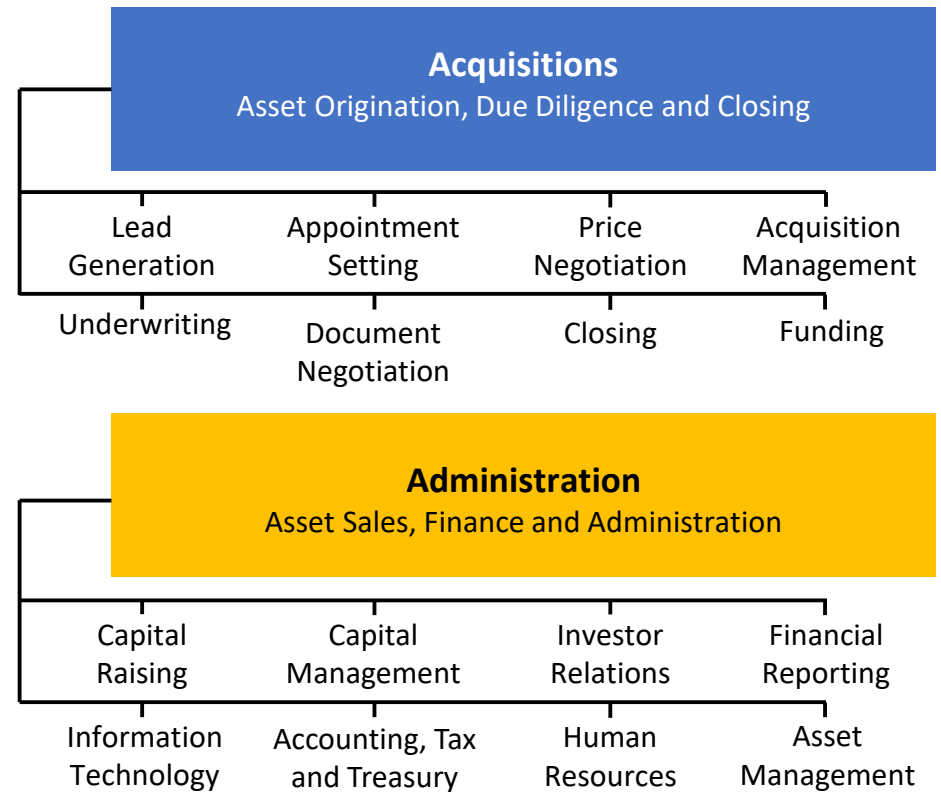 Acquisitions
Asset Origination, Due Diligence and Closing
Lead
Generation
Appointment
Setting
Price
Negotiation
Acquisition
Management
Underwriting
Document
Negotiation
Closing
Funding
Administration
Asset Sales, Finance and Administration
Capital
Raising
Capital
Management
Investor
Relations
Financial
Reporting
Information
Technology
Accounting, Tax
and Treasury
Human
Resources
Asset
Management